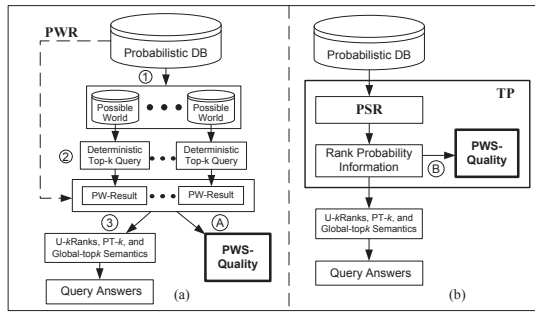 PWR
Probabilistic DB
①
Possible
World
Possible
World
②
Deterministic
Top-k Query
Deterministic
Top-k Query
PW-Result
PW-Result
③
Ⓐ
U-kRanks, PT-k, and
Global-topk Semantics
PWS-
Quality
Query Answers
(a)
Probabilistic DB
TP
PSR
Rank Probability
Information
Ⓑ
PWS-
Quality
U-kRanks, PT-k, and
Global-topk Semantics
Query Answers
(b)